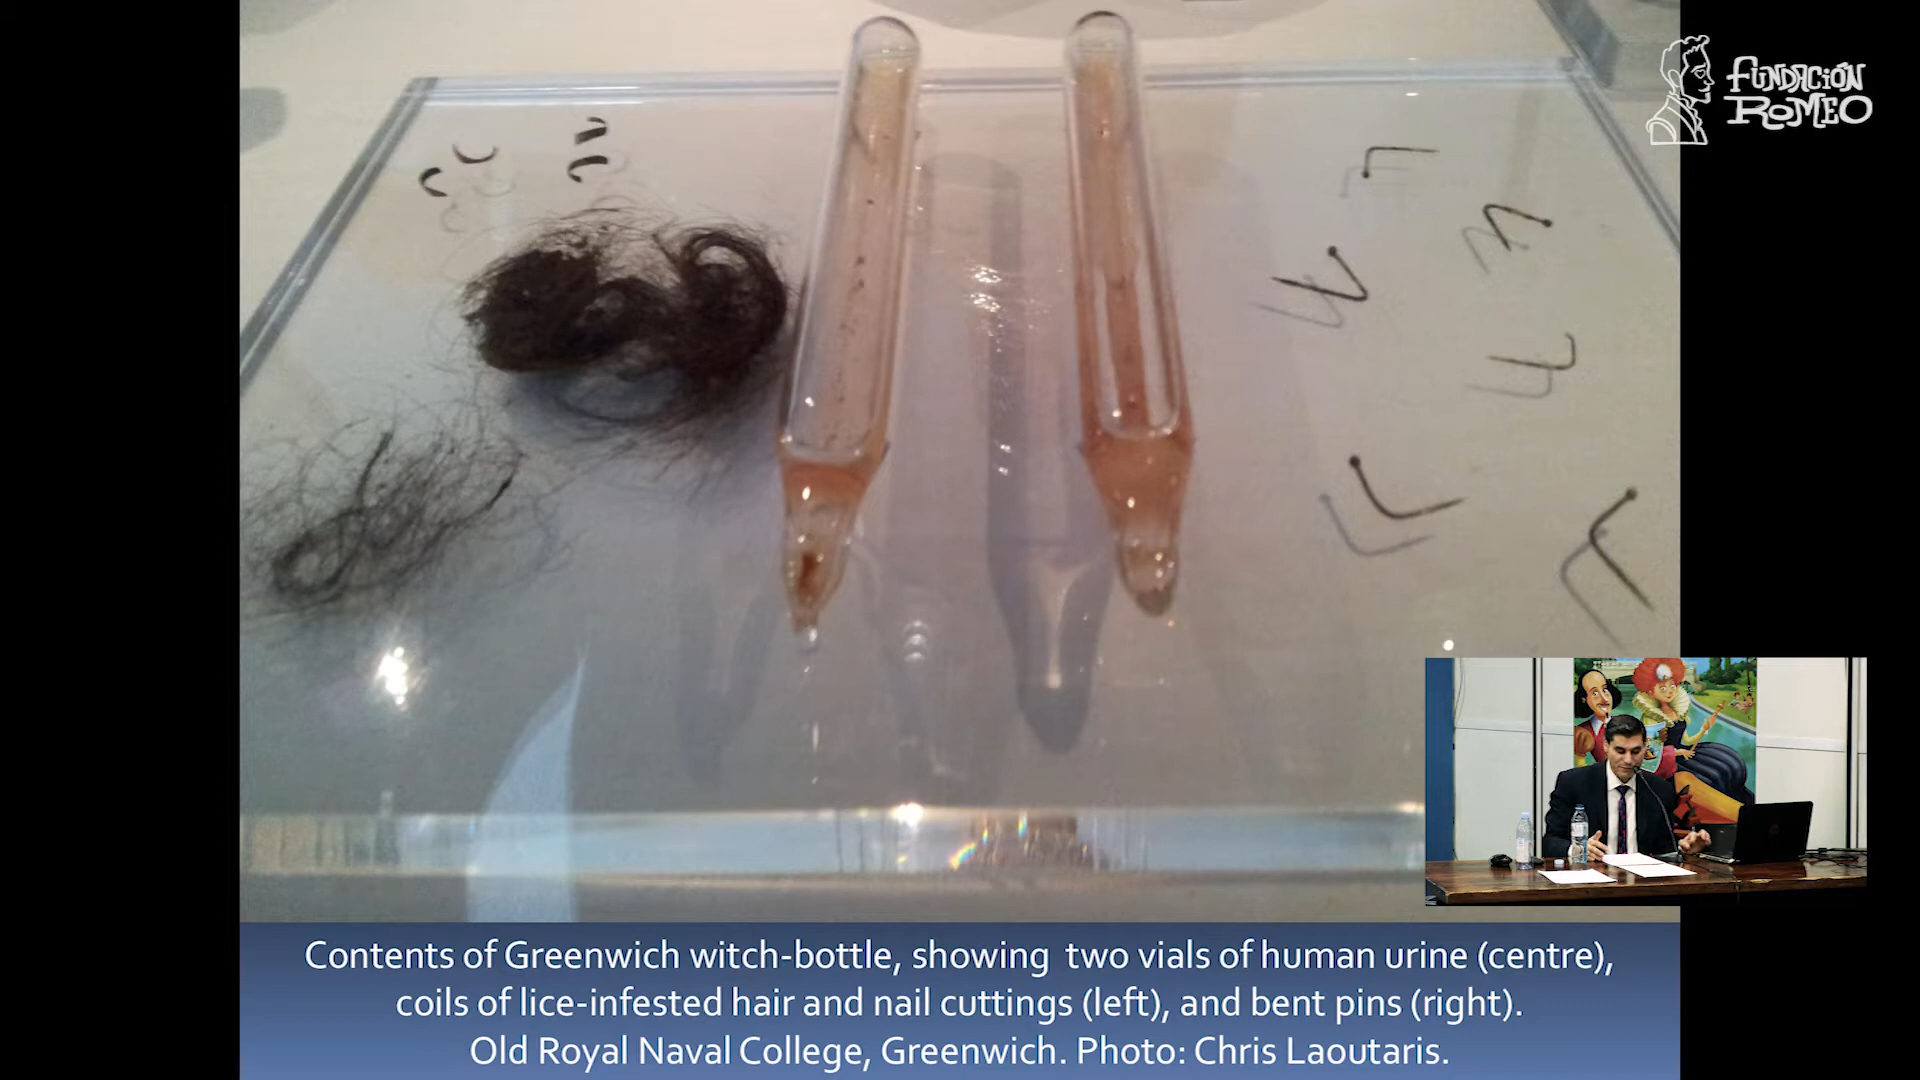 FUNDACIÓN
ROMEO
Contents of Greenwich witch-bottle, showing two vials of human urine (centre),
coils of lice-infested hair and nail cuttings (left), and bent pins (right).
Old Royal Naval College, Greenwich. Photo: Chris Laoutaris.